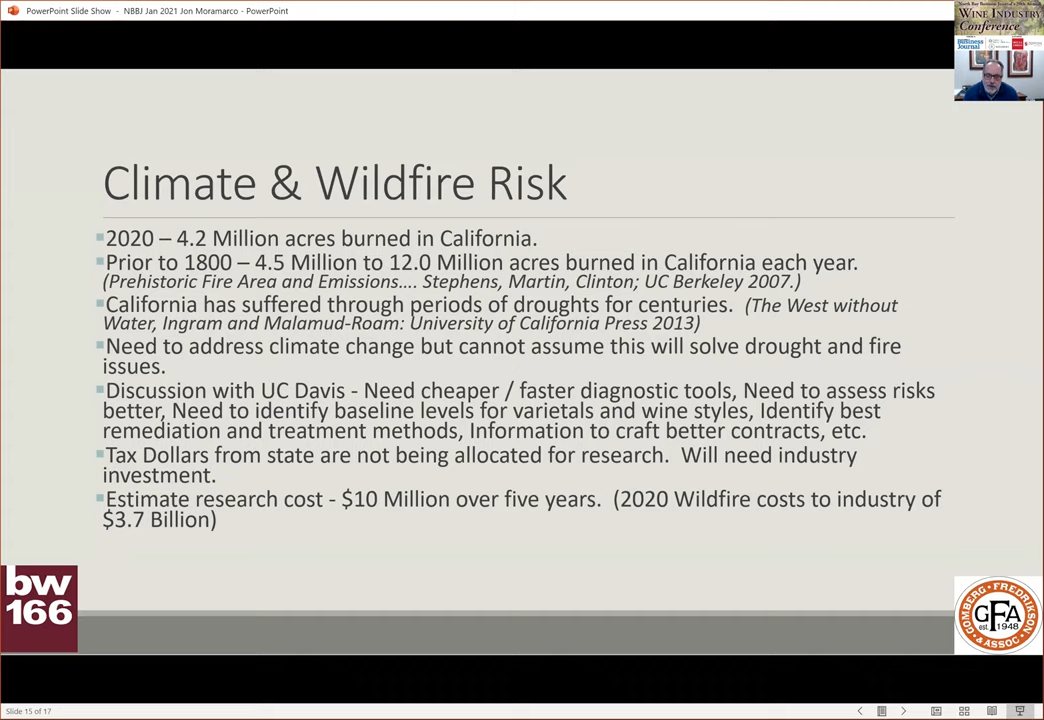 PowerPoint Slide Show - NBBJ Jan 2021 Jon Moramarco - PowerPoint
WINE INDUSTRY
Conference
Business
Journal
Climate & Wildfire Risk
2020 – 4.2 Million acres burned in California.
Prior to 1800 – 4.5 Million to 12.0 Million acres burned in California each year.
(Prehistoric Fire Area and Emissions.... Stephens, Martin, Clinton; UC Berkeley 2007.)
California has suffered through periods of droughts for centuries. (The West without
Water, Ingram and Malamud-Roam: University of California Press 2013)
Need to address climate change but cannot assume this will solve drought and fire
issues.
Discussion with UC Davis - Need cheaper / faster diagnostic tools, Need to assess risks
better, Need to identify baseline levels for varietals and wine styles, Identify best
remediation and treatment methods, Information to craft better contracts, etc.
Tax Dollars from state are not being allocated for research. Will need industry
investment.
Estimate research cost - $10 Million over five years. (2020 Wildfire costs to industry of
$3.7 Billion)
bw
166
GOMBERG • FREDRIKSON
& ASSOC
GFA
est. 1948
Slide 15 of 17